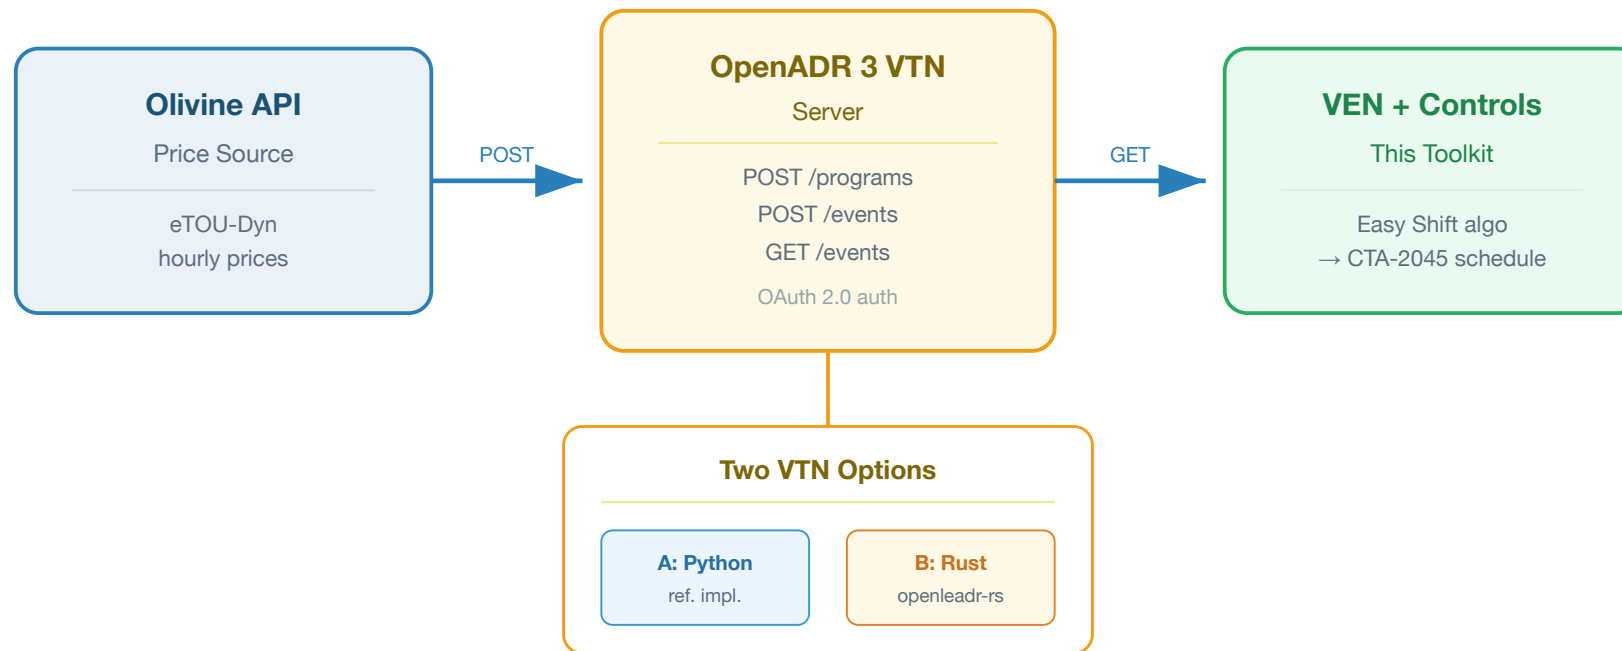 Olivine API
Price Source
eTOU-Dyn
hourly prices
POST
OpenADR 3 VTN
Server
POST /programs
POST /events
GET /events
OAuth 2.0 auth
GET
VEN + Controls
This Toolkit
Easy Shift algo
→ CTA-2045 schedule
Two VTN Options
A: Python
ref. impl.
B: Rust
openleadr-rs